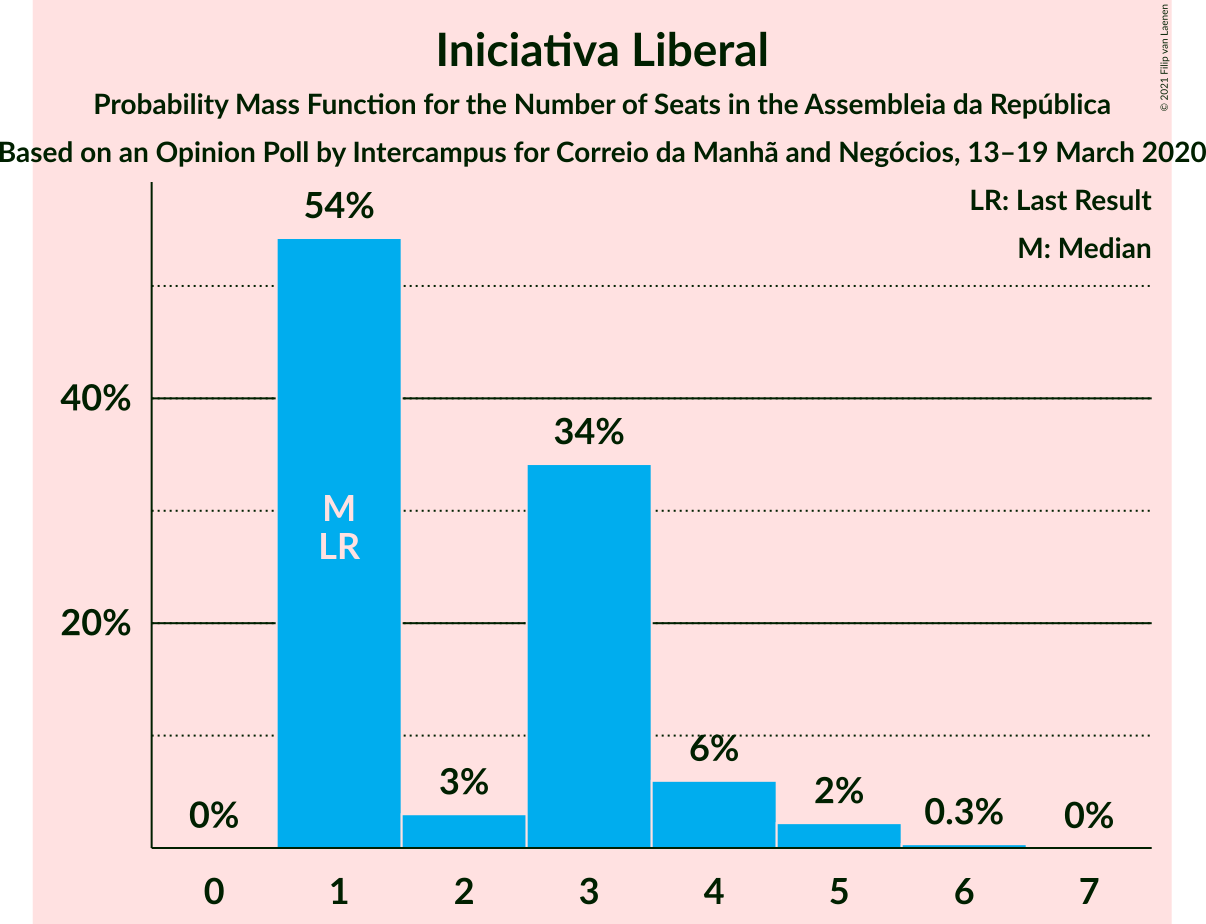 Iniciativa Liberal
Probability Mass Function for the Number of Seats in the Assembleia da República
Based on an Opinion Poll by Intercampus for Correio da Manhã and Negócios, 13–19 March 2020
© 2021 Filip van Laenen
LR: Last Result
M: Median
54%
40%
34%
M
LR
20%
6%
3%
2%
0.3%
0%
0%
0 1 2 3 4 5 6 7